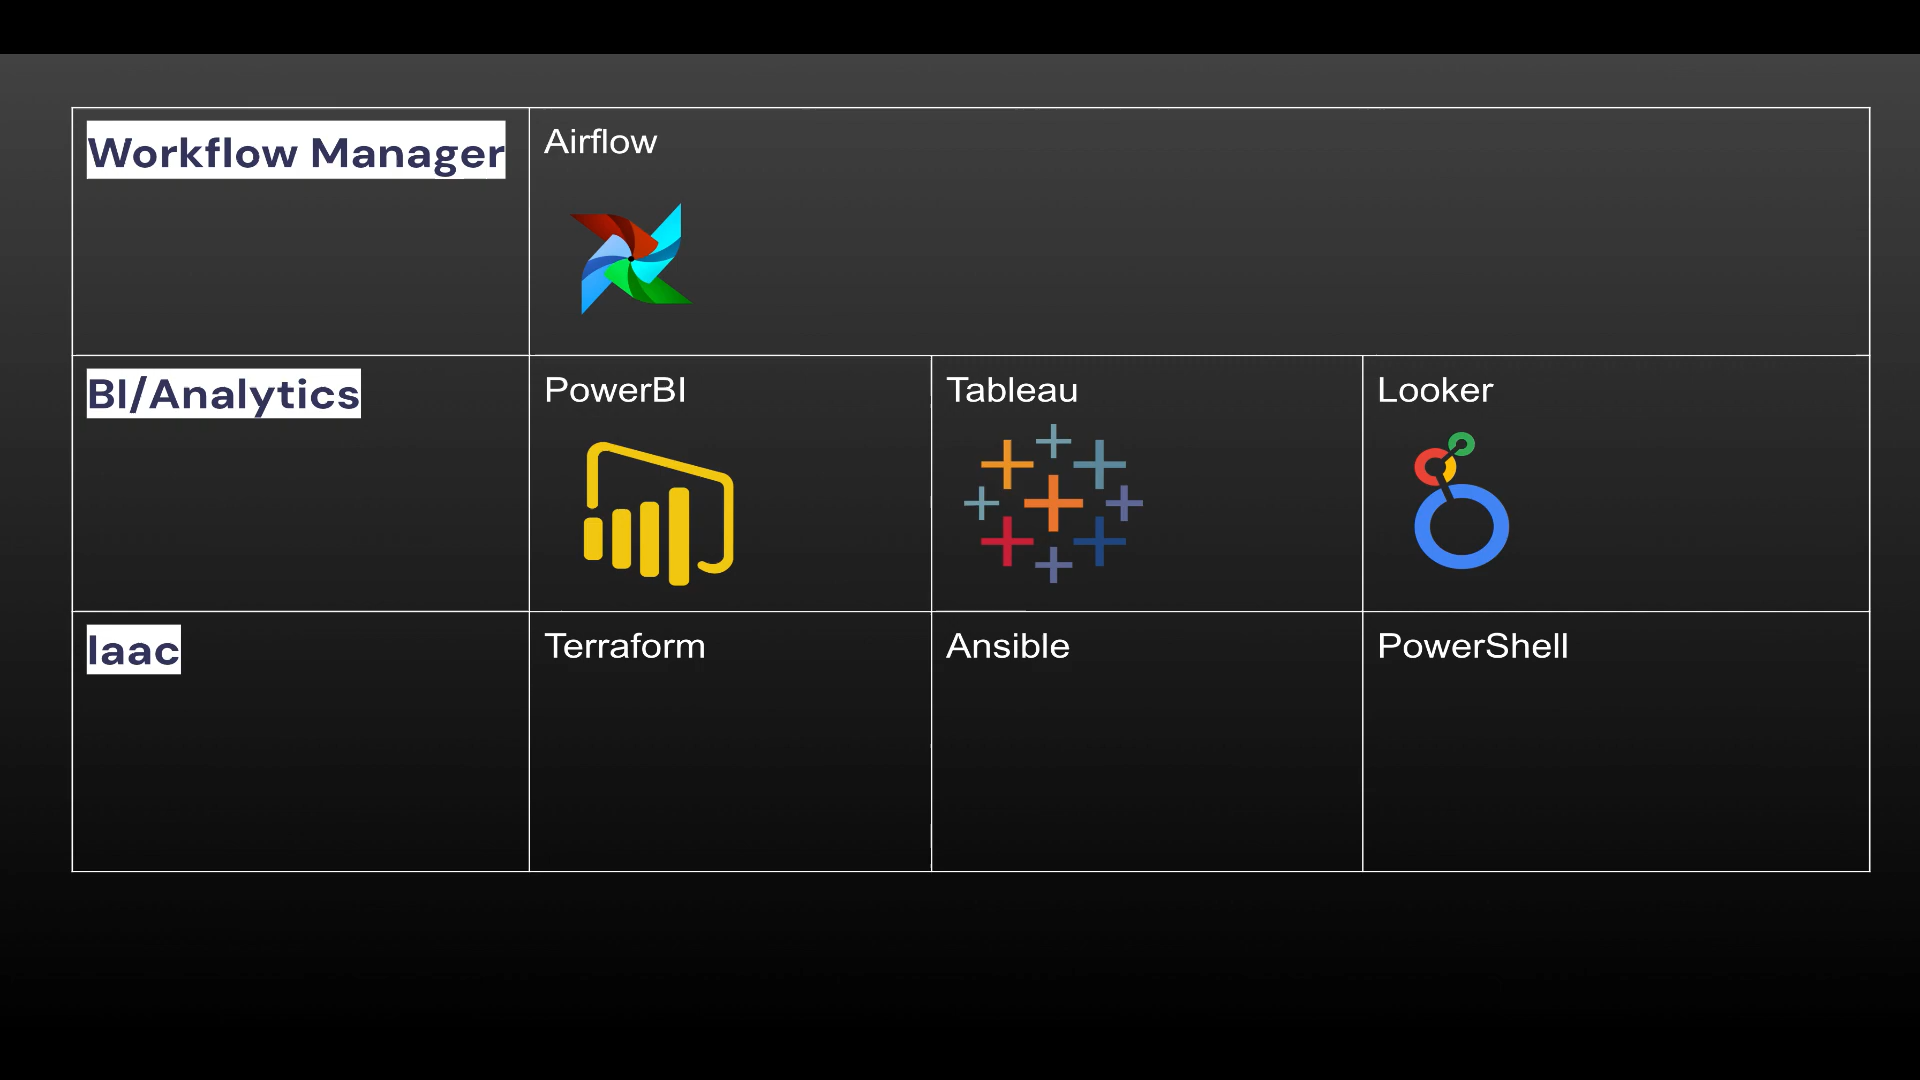 Workflow Manager
Airflow
BI/Analytics
PowerBI
Tableau
Looker
Iaac
Terraform
Ansible
PowerShell